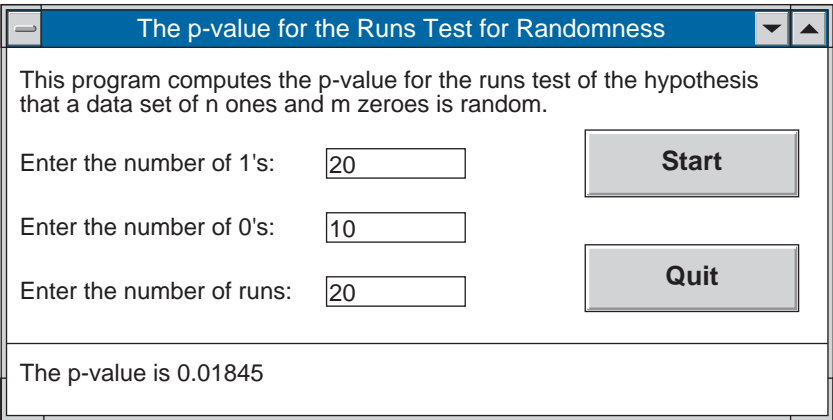 The p-value for the Runs Test for Randomness
This program computes the p-value for the runs test of the hypothesis
that a data set of n ones and m zeroes is random.
Enter the number of 1's: 20
Start
Enter the number of 0's: 10
Enter the number of runs: 20
Quit
The p-value is 0.01845